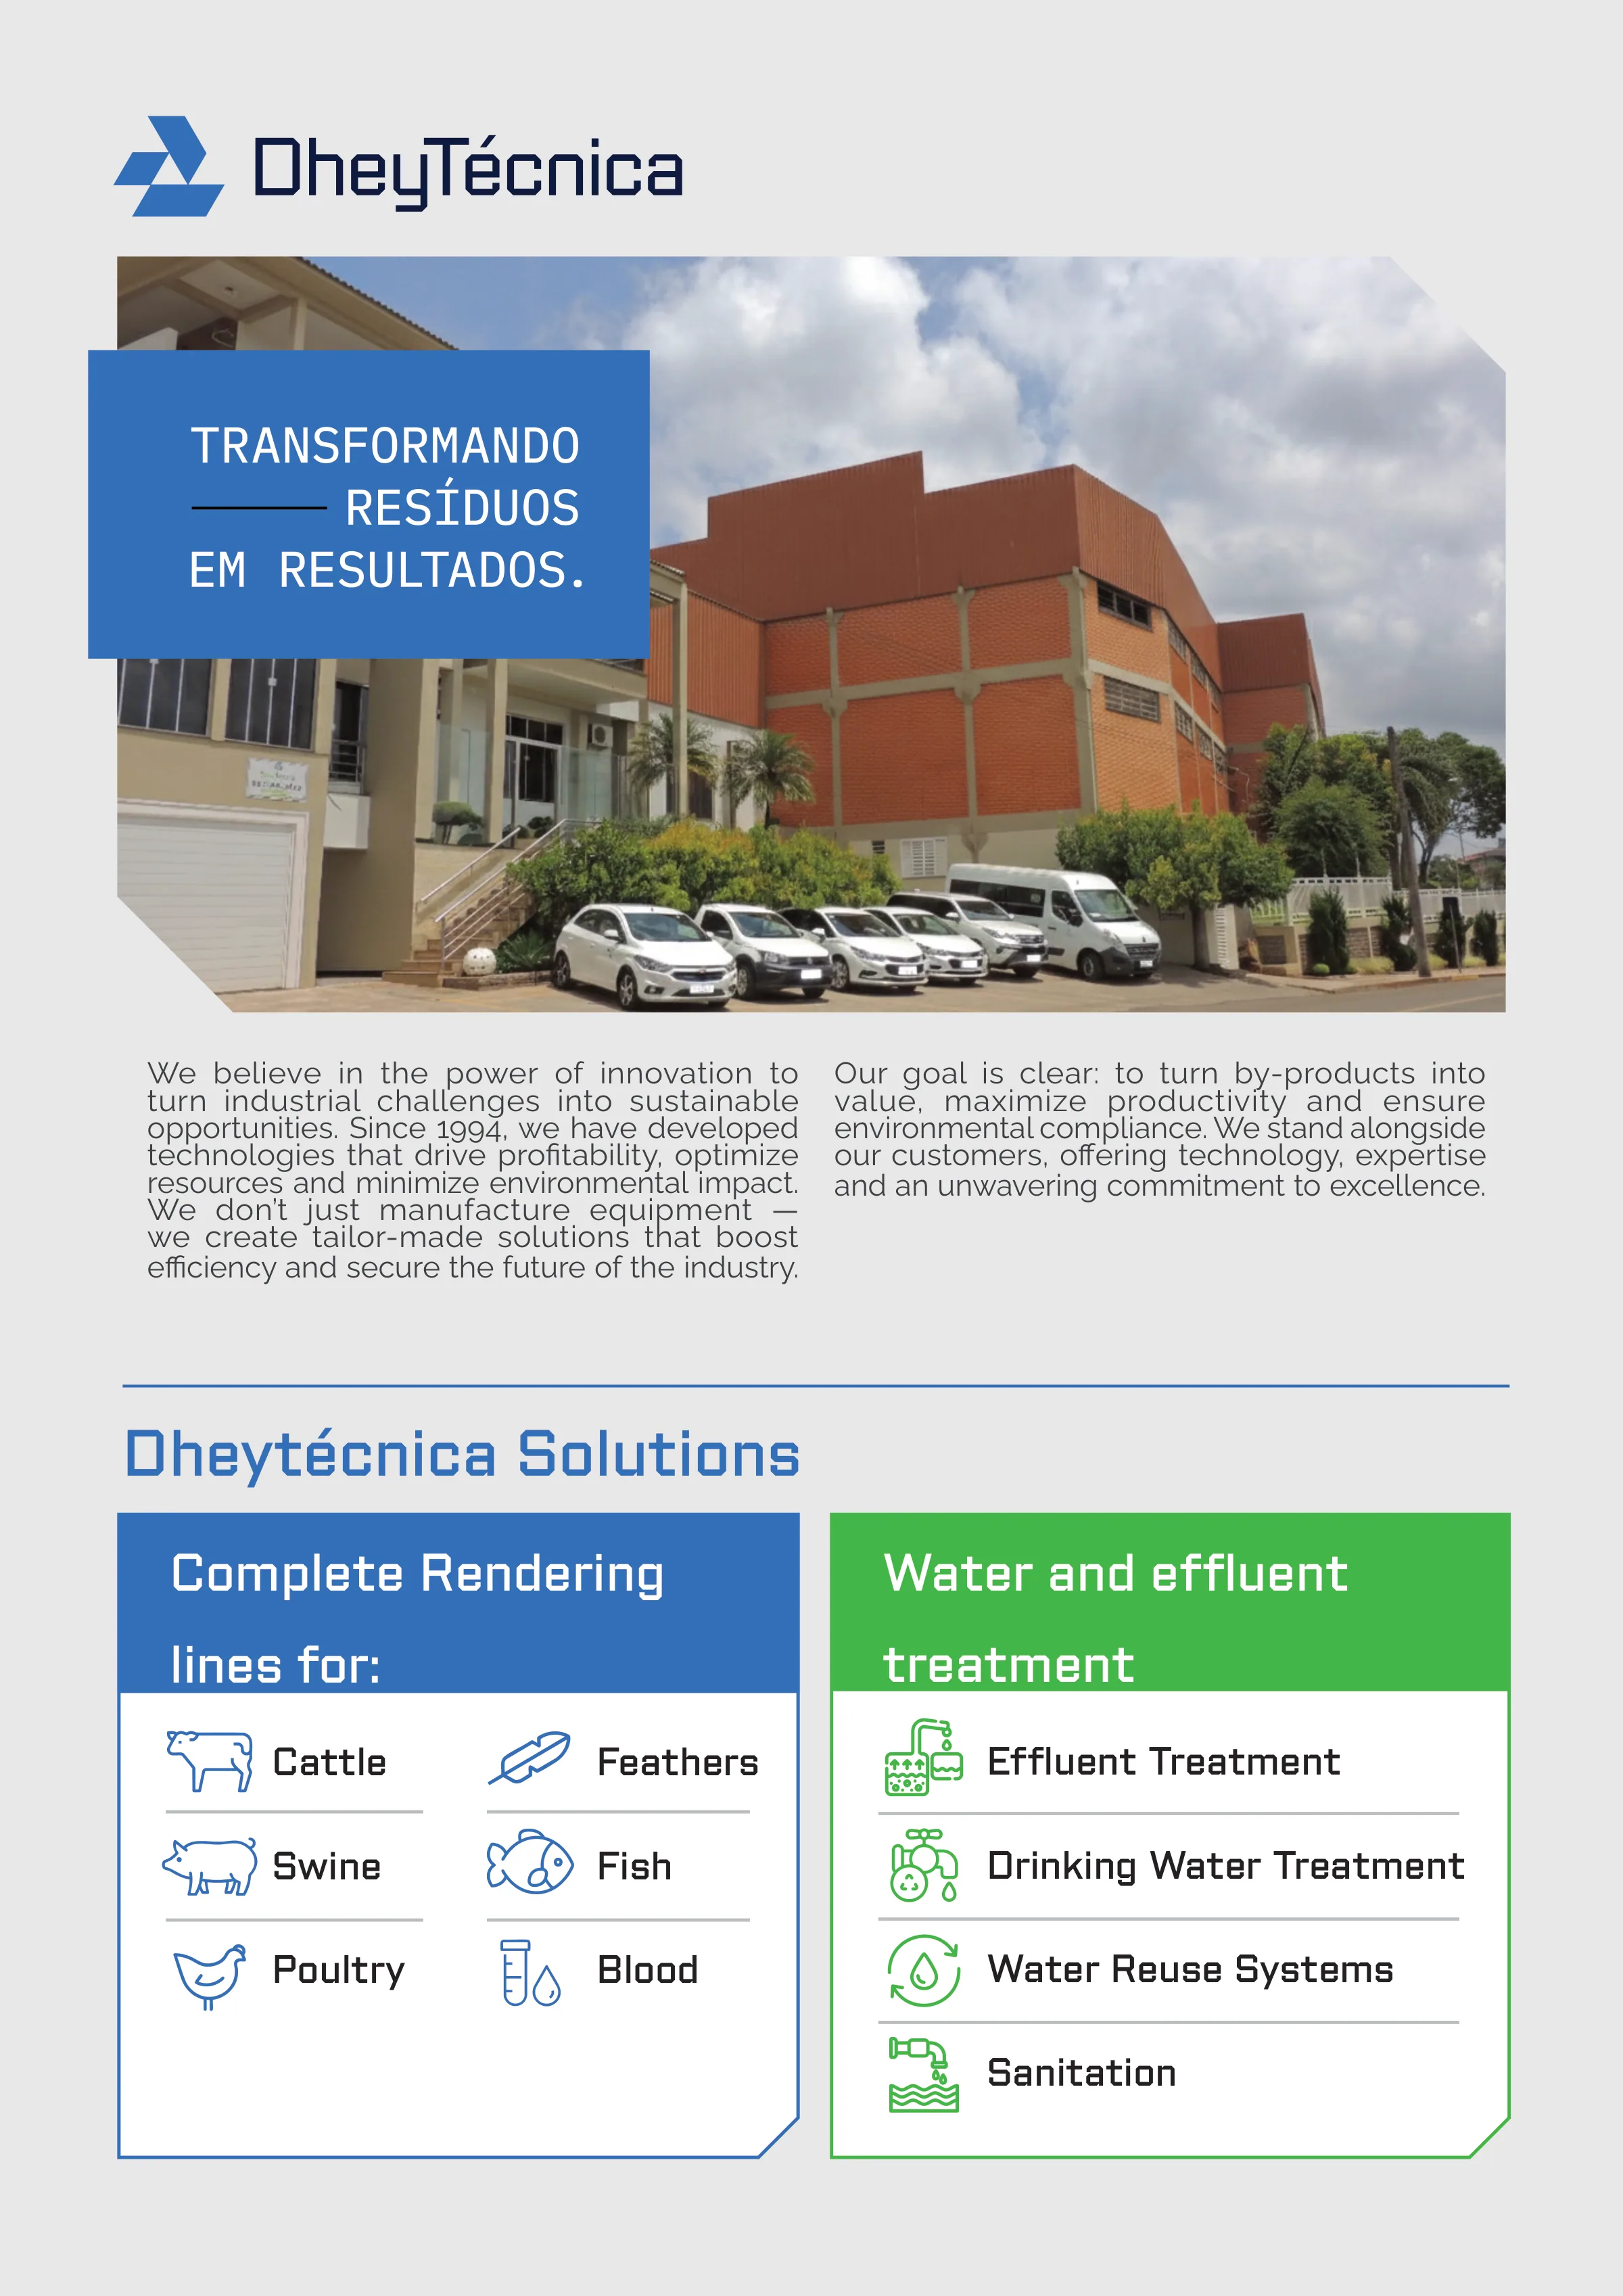 DheyTécnica
TRANSFORMANDO
RESÍDUOS
EM RESULTADOS.
We believe in the power of innovation to
turn industrial challenges into sustainable
opportunities. Since 1994, we have developed
technologies that drive profitability, optimize
resources and minimize environmental impact.
We don't just manufacture equipment —
we create tailor-made solutions that boost
efficiency and secure the future of the industry.
Our goal is clear: to turn by-products into
value, maximize productivity and ensure
environmental compliance. We stand alongside
our customers, offering technology, expertise
and an unwavering commitment to excellence.
Dheytécnica Solutions
Complete Rendering
lines for:
Cattle
Feathers
Swine
Fish
Poultry
Blood
Water and effluent
treatment
Effluent Treatment
Drinking Water Treatment
Water Reuse Systems
Sanitation